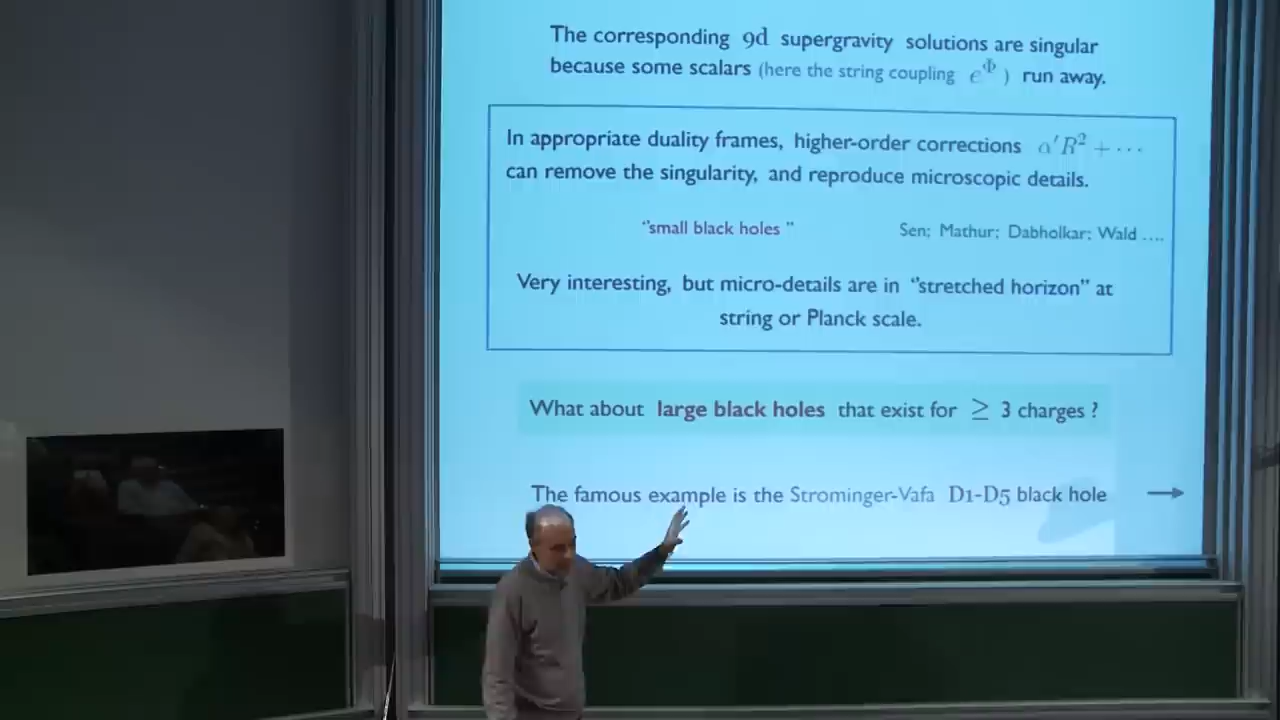 The corresponding 9d supergravity solutions are singular
because some scalars (here the string coupling e^Φ ) run away.
In appropriate duality frames, higher-order corrections α′R² + ⋯
can remove the singularity, and reproduce microscopic details.
“small black holes ” Sen; Mathur; Dabholkar; Wald ....
Very interesting, but micro-details are in “stretched horizon” at
string or Planck scale.
What about large black holes that exist for ≥ 3 charges ?
The famous example is the Strominger-Vafa D1-D5 black hole →